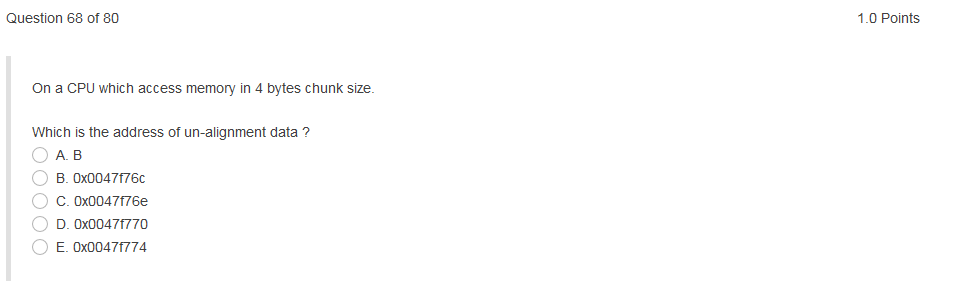 Question 68 of 80
1.0 Points
On a CPU which access memory in 4 bytes chunk size.
Which is the address of un-alignment data ?
A. B
B. 0x0047f76c
C. 0x0047f76e
D. 0x0047f770
E. 0x0047f774